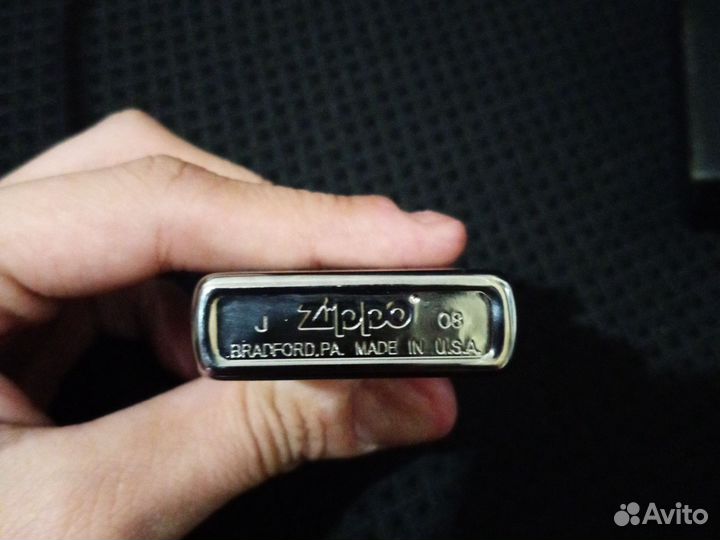 J Zippo 08
BRADFORD,PA. MADE IN U.S.A.
Avito